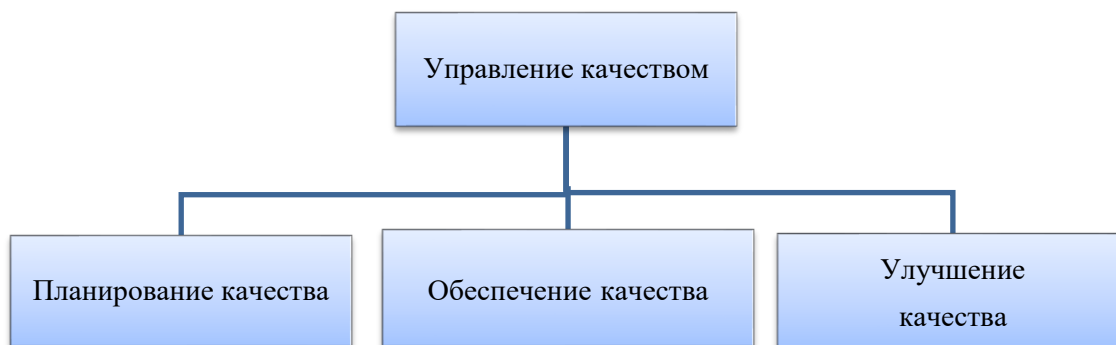 Управление качеством
Планирование качества
Обеспечение качества
Улучшение
качества